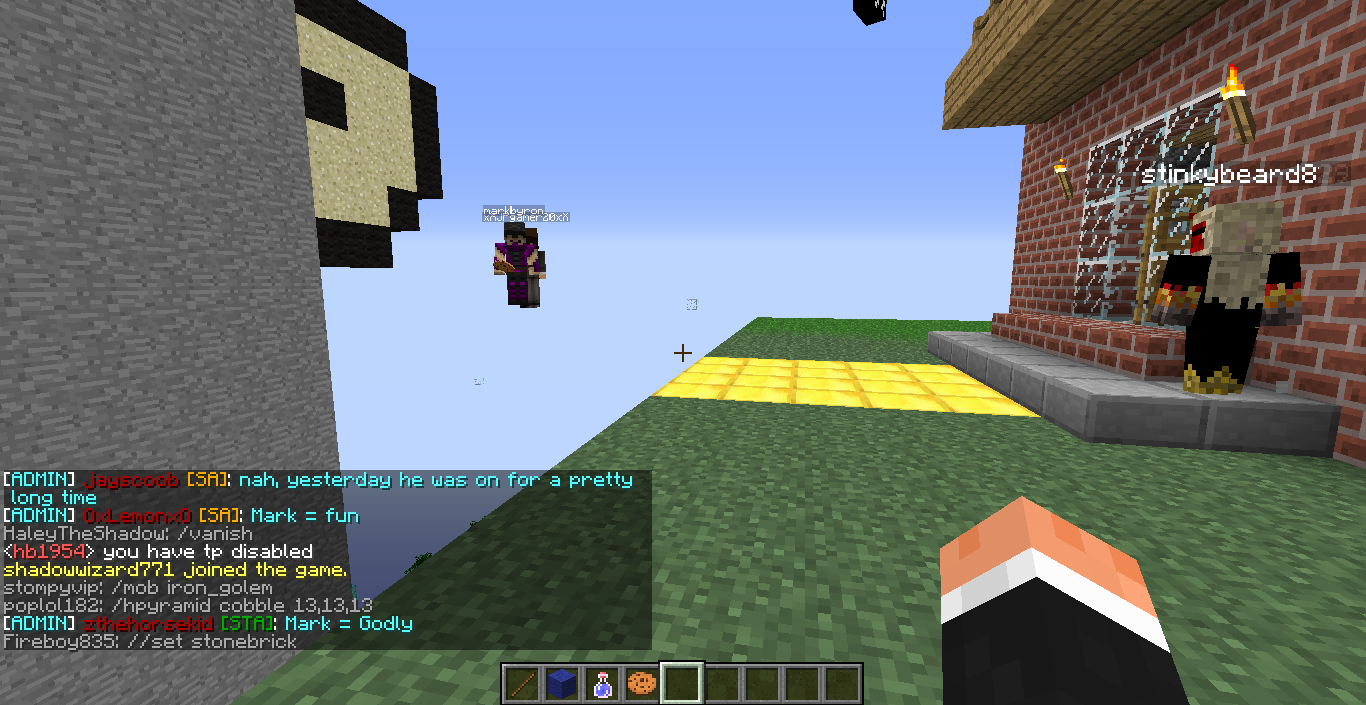 markbyron
stinkybeard8
[ADMIN] jayscoob [SA]: nah, yesterday he was on for a pretty
long time
[ADMIN] 0xLemonx0 [SA]: Mark = fun
HaleyTheShadow: /vanish
<hb1954> you have tp disabled
shadowwizard771 joined the game.
stompyvip: /mob iron_golem
poplol182: /hpyramid cobble 13,13,13
[ADMIN] zthehorsekid [STA]: Mark = Godly
Fireboy835: //set stonebrick